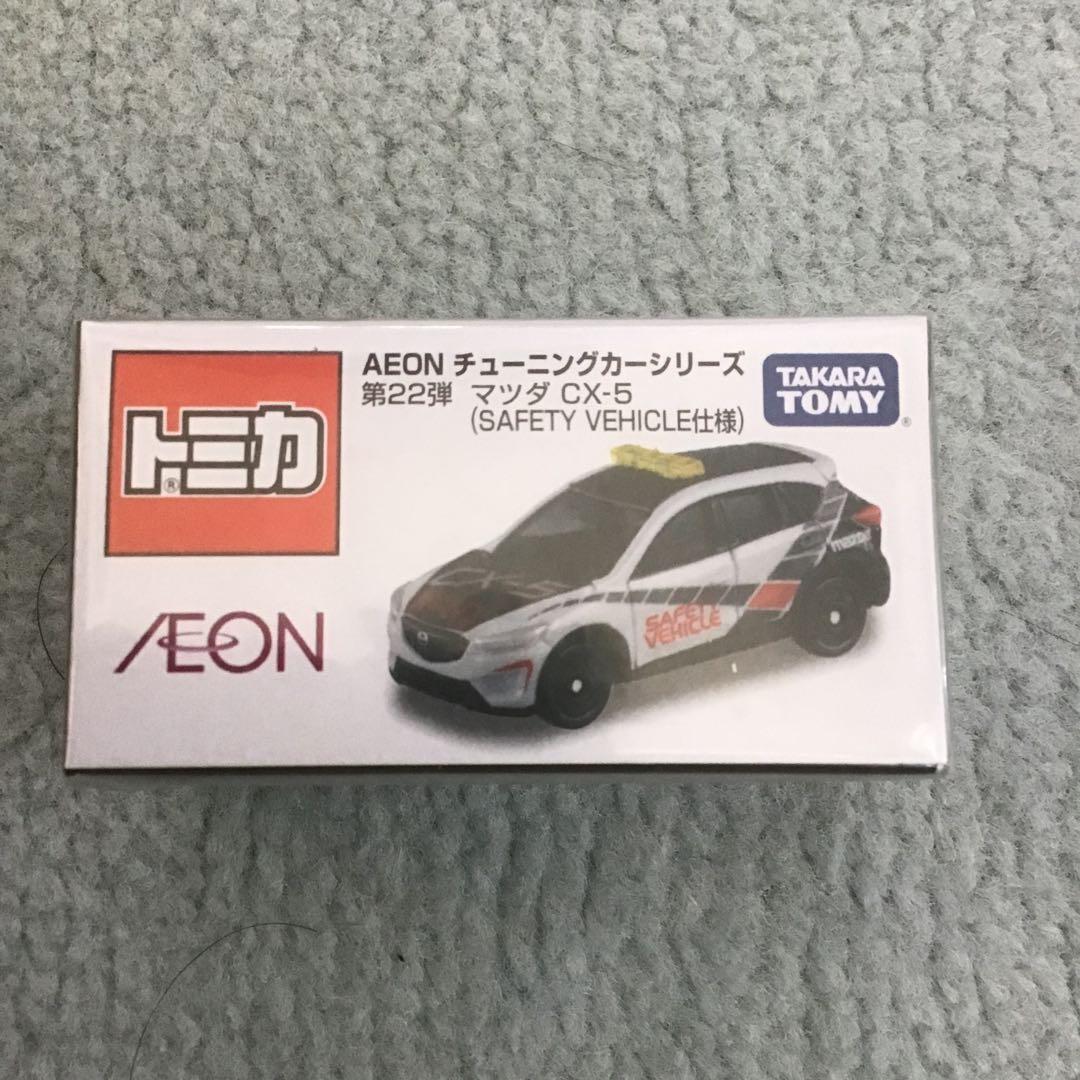 トミカ®
AEON チューニングカーシリーズ
第22弾 マツダ CX-5
(SAFETY VEHICLE仕様)
TAKARA
TOMY®
AEON
SAFETY
VEHICLE
mazda